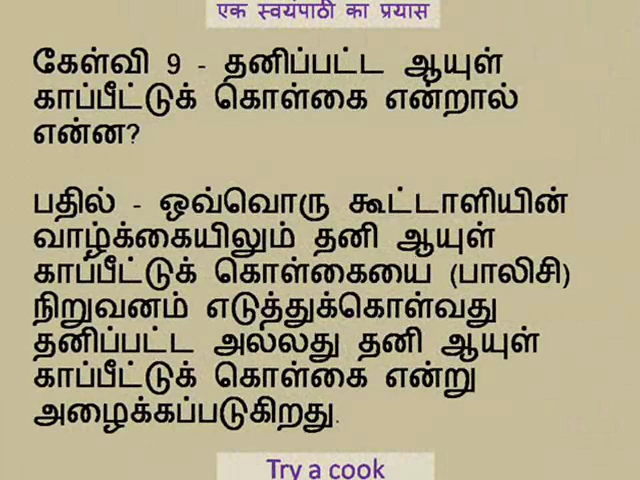 एक स्वयंपाठी का प्रयास
கேள்வி 9 - தனிப்பட்ட ஆயுள்
காப்பீட்டுக் கொள்கை என்றால்
என்ன?
பதில் - ஒவ்வொரு கூட்டாளியின்
வாழ்க்கையிலும் தனி ஆயுள்
காப்பீட்டுக் கொள்கையை (பாலிசி)
நிறுவனம் எடுத்துக்கொள்வது
தனிப்பட்ட அல்லது தனி ஆயுள்
காப்பீட்டுக் கொள்கை என்று
அழைக்கப்படுகிறது.
Try a cook